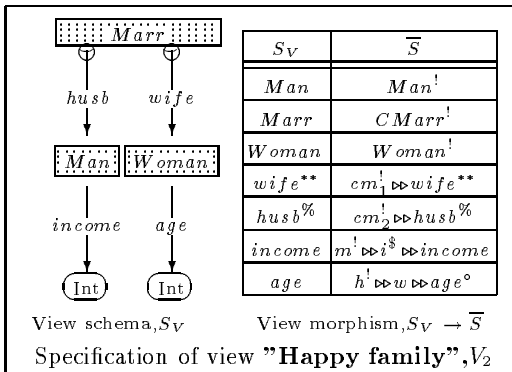 Marr
husb wife
Man Woman
income age
Int Int
View schema, S_V
S_V S̅
Man Man^!
Marr CMarr^!
Woman Woman^!
wife** cm_1^! ▷▷ wife**
husb^% cm_2^! ▷▷ husb^%
income m^! ▷▷ i^$ ▷▷ income
age h^! ▷▷ w ▷▷ age°
View morphism, S_V → S̅
Specification of view "Happy family", V_2